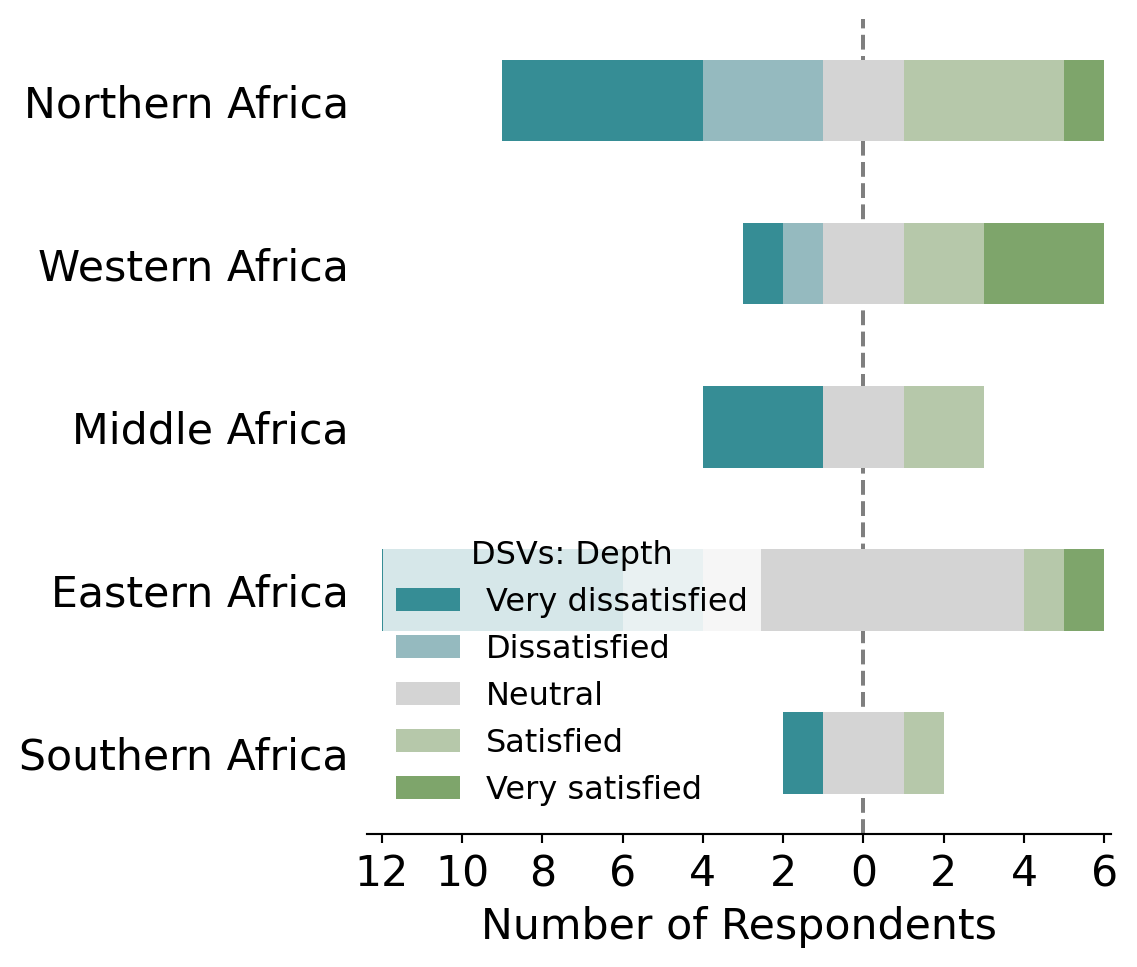 Northern Africa
Western Africa
Middle Africa
Eastern Africa
Southern Africa
DSVs: Depth
Very dissatisfied
Dissatisfied
Neutral
Satisfied
Very satisfied
12 10 8 6 4 2 0 2 4 6
Number of Respondents